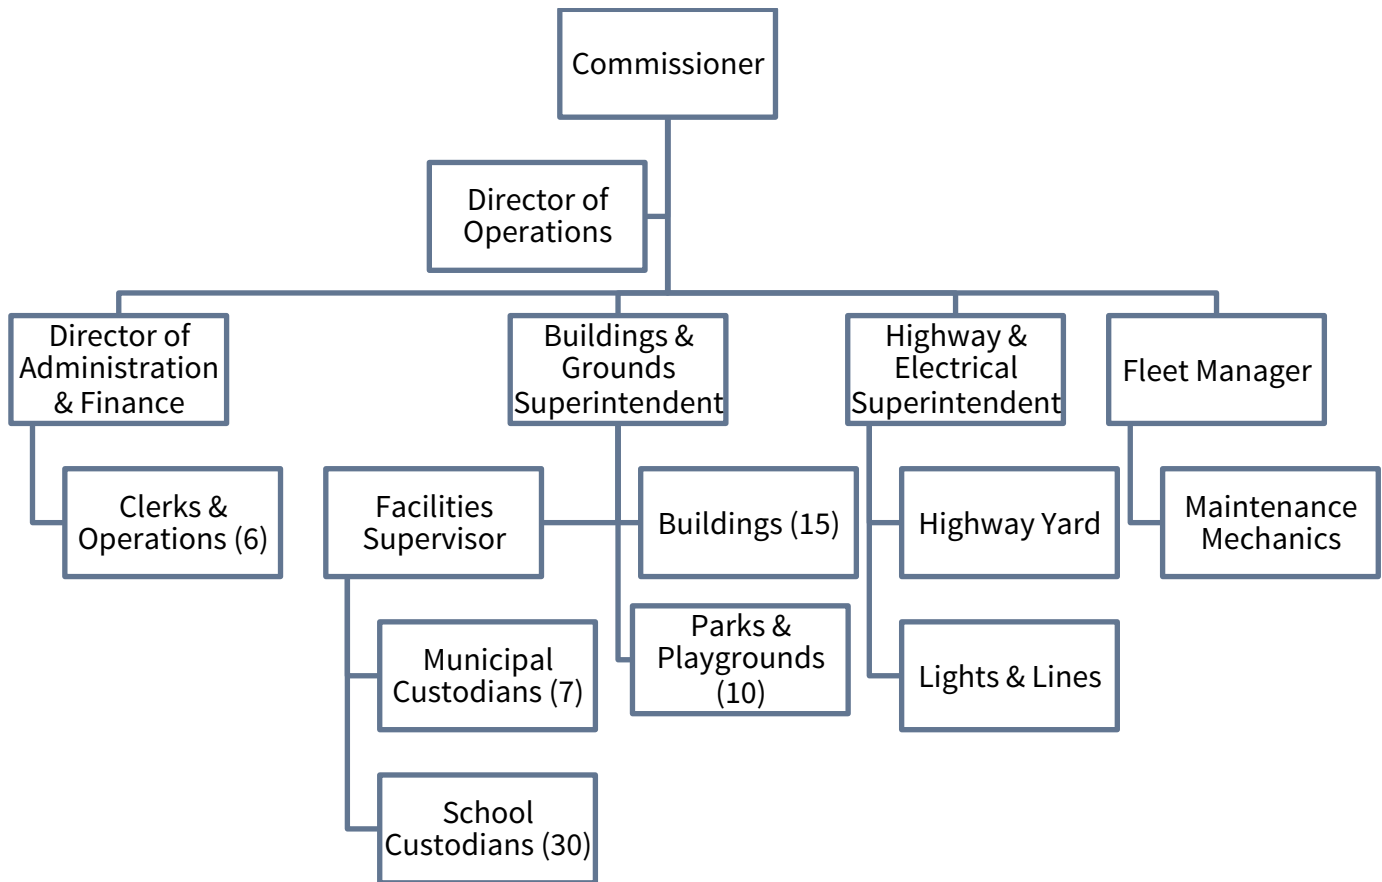 Commissioner
Director of
Operations
Director of
Administration
& Finance
Buildings &
Grounds
Superintendent
Highway &
Electrical
Superintendent
Fleet Manager
Clerks &
Operations (6)
Facilities
Supervisor
Buildings (15)
Highway Yard
Maintenance
Mechanics
Municipal
Custodians (7)
Parks &
Playgrounds
(10)
Lights & Lines
School
Custodians (30)